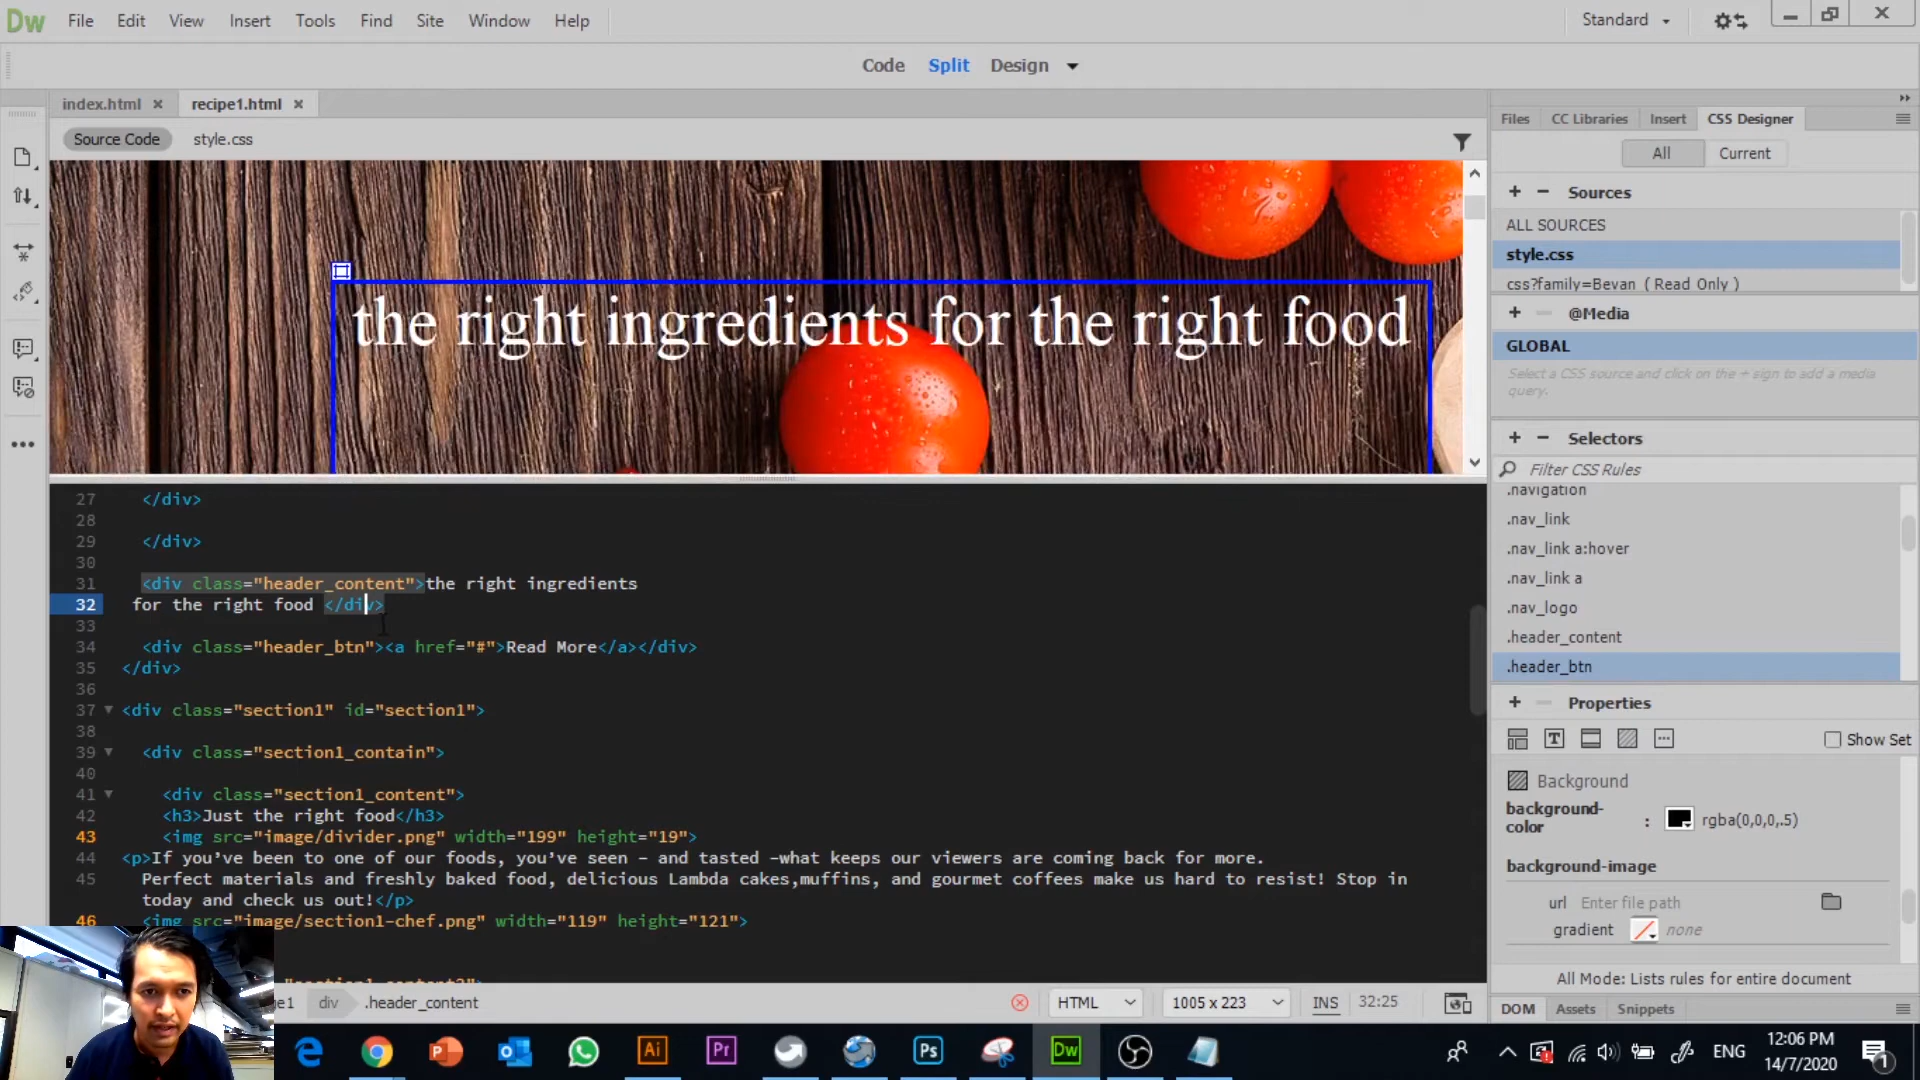 Dw File Edit View Insert Tools Find Site Window Help Standard
Code Split Design
index.html × recipe1.html ×
Files CC Libraries Insert CSS Designer
Source Code style.css
All Current
+ − Sources
ALL SOURCES
style.css
css?family=Bevan ( Read Only )
+ − @Media
GLOBAL
Select a CSS source and click on the + sign to add a media
query.
+ − Selectors
Filter CSS Rules
.navigation
.nav_link
.nav_link a:hover
.nav_link a
.nav_logo
.header_content
.header_btn
+ − Properties
Show Set
Background
background-
color : rgba(0,0,0,.5)
background-image
url Enter file path
gradient none
All Mode: Lists rules for entire document
DOM Assets Snippets
the right ingredients for the right food
27 </div>
28
29 </div>
30
31 <div class="header_content">the right ingredients
32 for the right food </div>
33
34 <div class="header_btn"><a href="#">Read More</a></div>
35 </div>
36
37 <div class="section1" id="section1">
38
39 <div class="section1_contain">
40
41 <div class="section1_content">
42 <h3>Just the right food</h3>
43 <img src="image/divider.png" width="199" height="19">
44 <p>If you’ve been to one of our foods, you’ve seen – and tasted –what keeps our viewers are coming back for more.
45 Perfect materials and freshly baked food, delicious Lambda cakes,muffins, and gourmet coffees make us hard to resist! Stop in
today and check us out!</p>
46 <img src="image/section1-chef.png" width="119" height="121">
div .header_content HTML 1005 x 223 INS 32:25
Ai Pr Ps Dw ENG 12:06 PM
14/7/2020
1